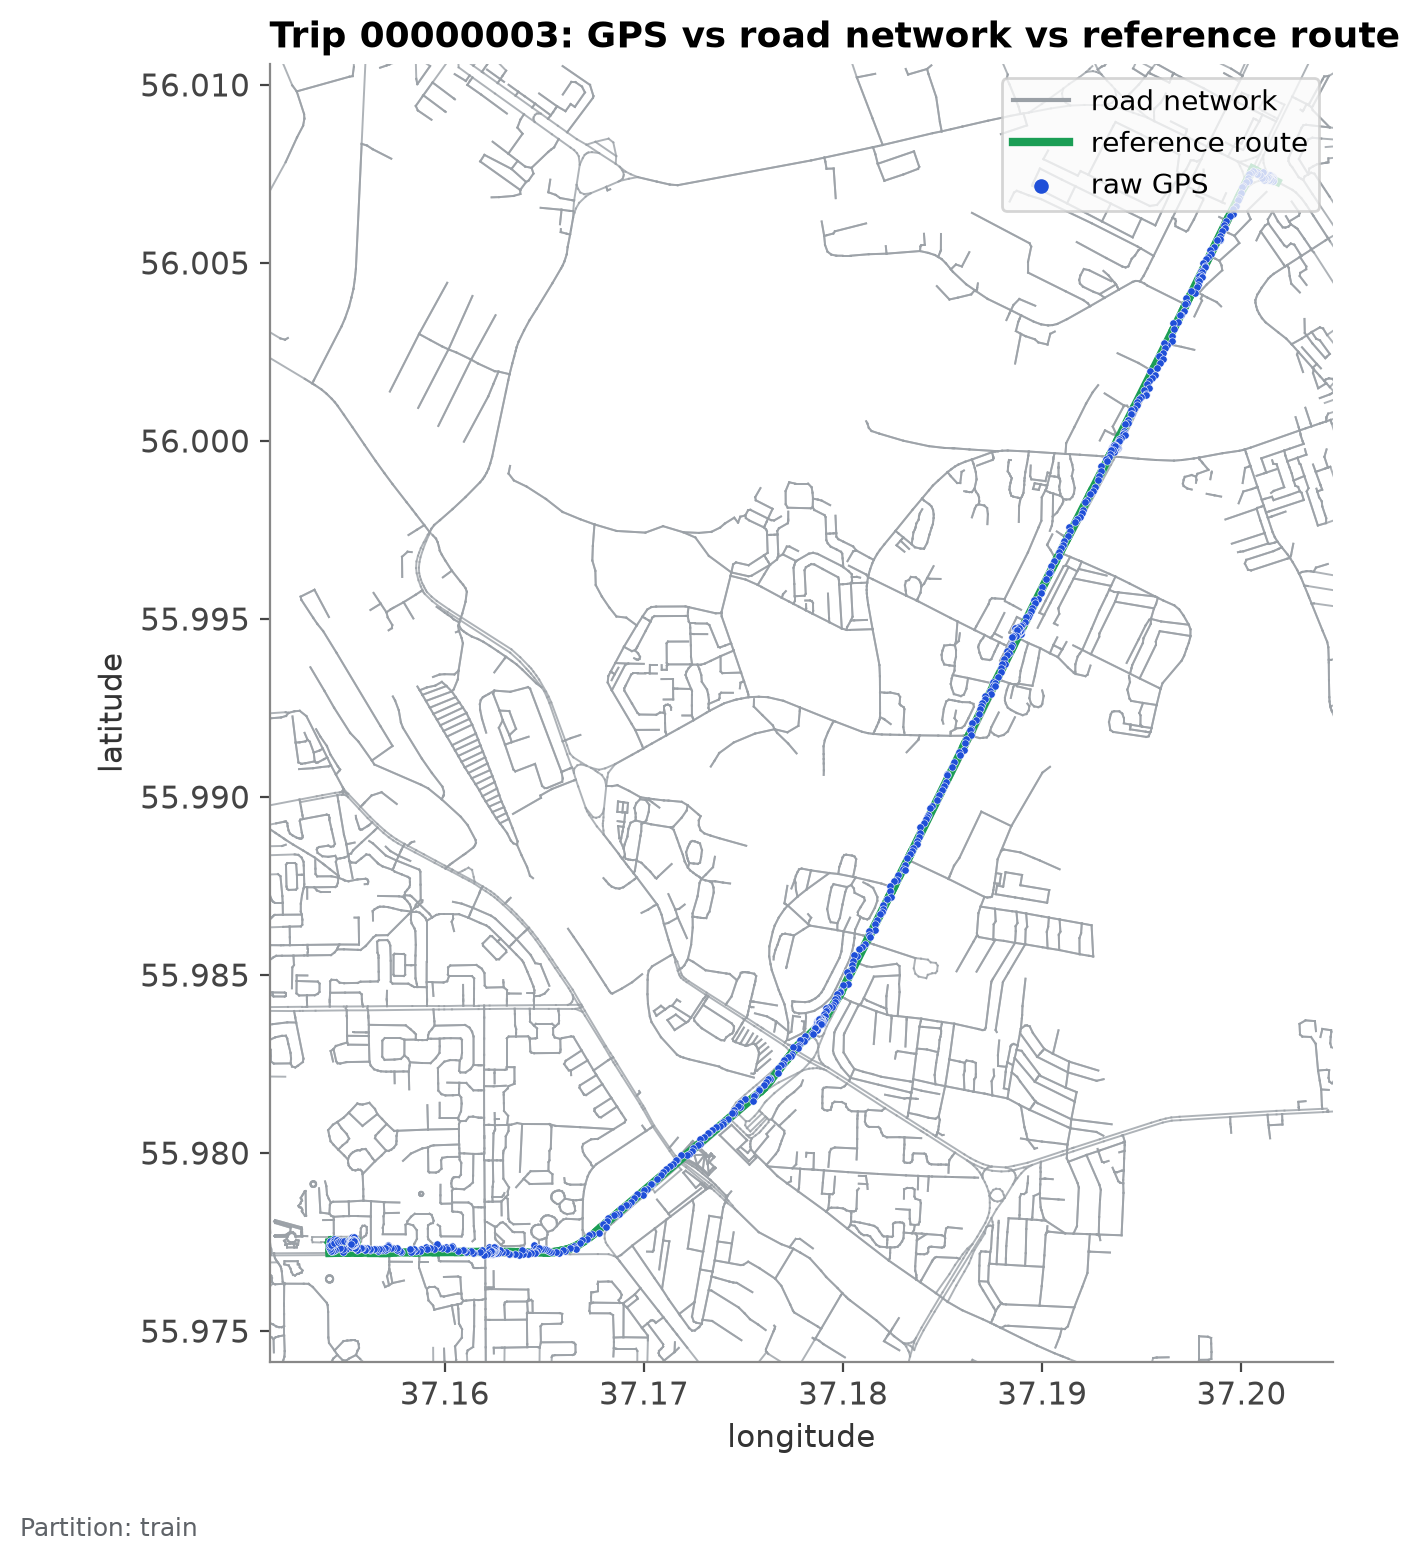 Trip 00000003: GPS vs road network vs reference route
road network
reference route
raw GPS
56.010
56.005
56.000
55.995
55.990
55.985
55.980
55.975
latitude
37.16
37.17
37.18
37.19
37.20
longitude
Partition: train